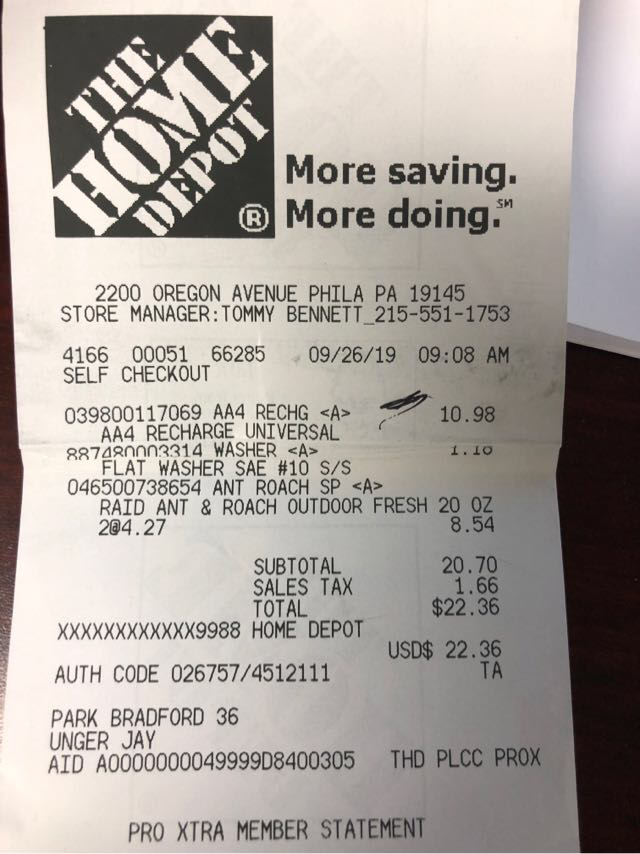 THE
HOME
DEPOT
®
More saving.
More doing.℠
2200 OREGON AVENUE PHILA PA 19145
STORE MANAGER:TOMMY BENNETT_215-551-1753
4166 00051 66285 09/26/19 09:08 AM
SELF CHECKOUT
039800117069 AA4 RECHG <A> 10.98
AA4 RECHARGE UNIVERSAL
887480003314 WASHER <A> 1.18
FLAT WASHER SAE #10 S/S
046500738654 ANT ROACH SP <A>
RAID ANT & ROACH OUTDOOR FRESH 20 OZ
2@4.27 8.54
SUBTOTAL 20.70
SALES TAX 1.66
TOTAL $22.36
XXXXXXXXXXXX9988 HOME DEPOT
USD$ 22.36
AUTH CODE 026757/4512111 TA
PARK BRADFORD 36
UNGER JAY
AID A0000000049999D8400305 THD PLCC PROX
PRO XTRA MEMBER STATEMENT